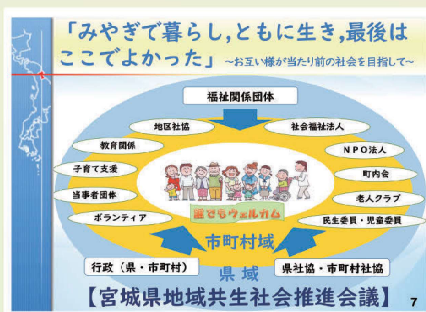 「みやぎで暮らし,ともに生き,最後は
ここでよかった」 ~お互い様が当たり前の社会を目指して~
福祉関係団体
地区社協
社会福祉法人
教育関係
NPO法人
子育て支援
町内会
当事者団体
老人クラブ
ボランティア
民生委員・児童委員
誰でもウェルカム
市町村域
行政（県・市町村）
県社協・市町村社協
県域
【宮城県地域共生社会推進会議】
7